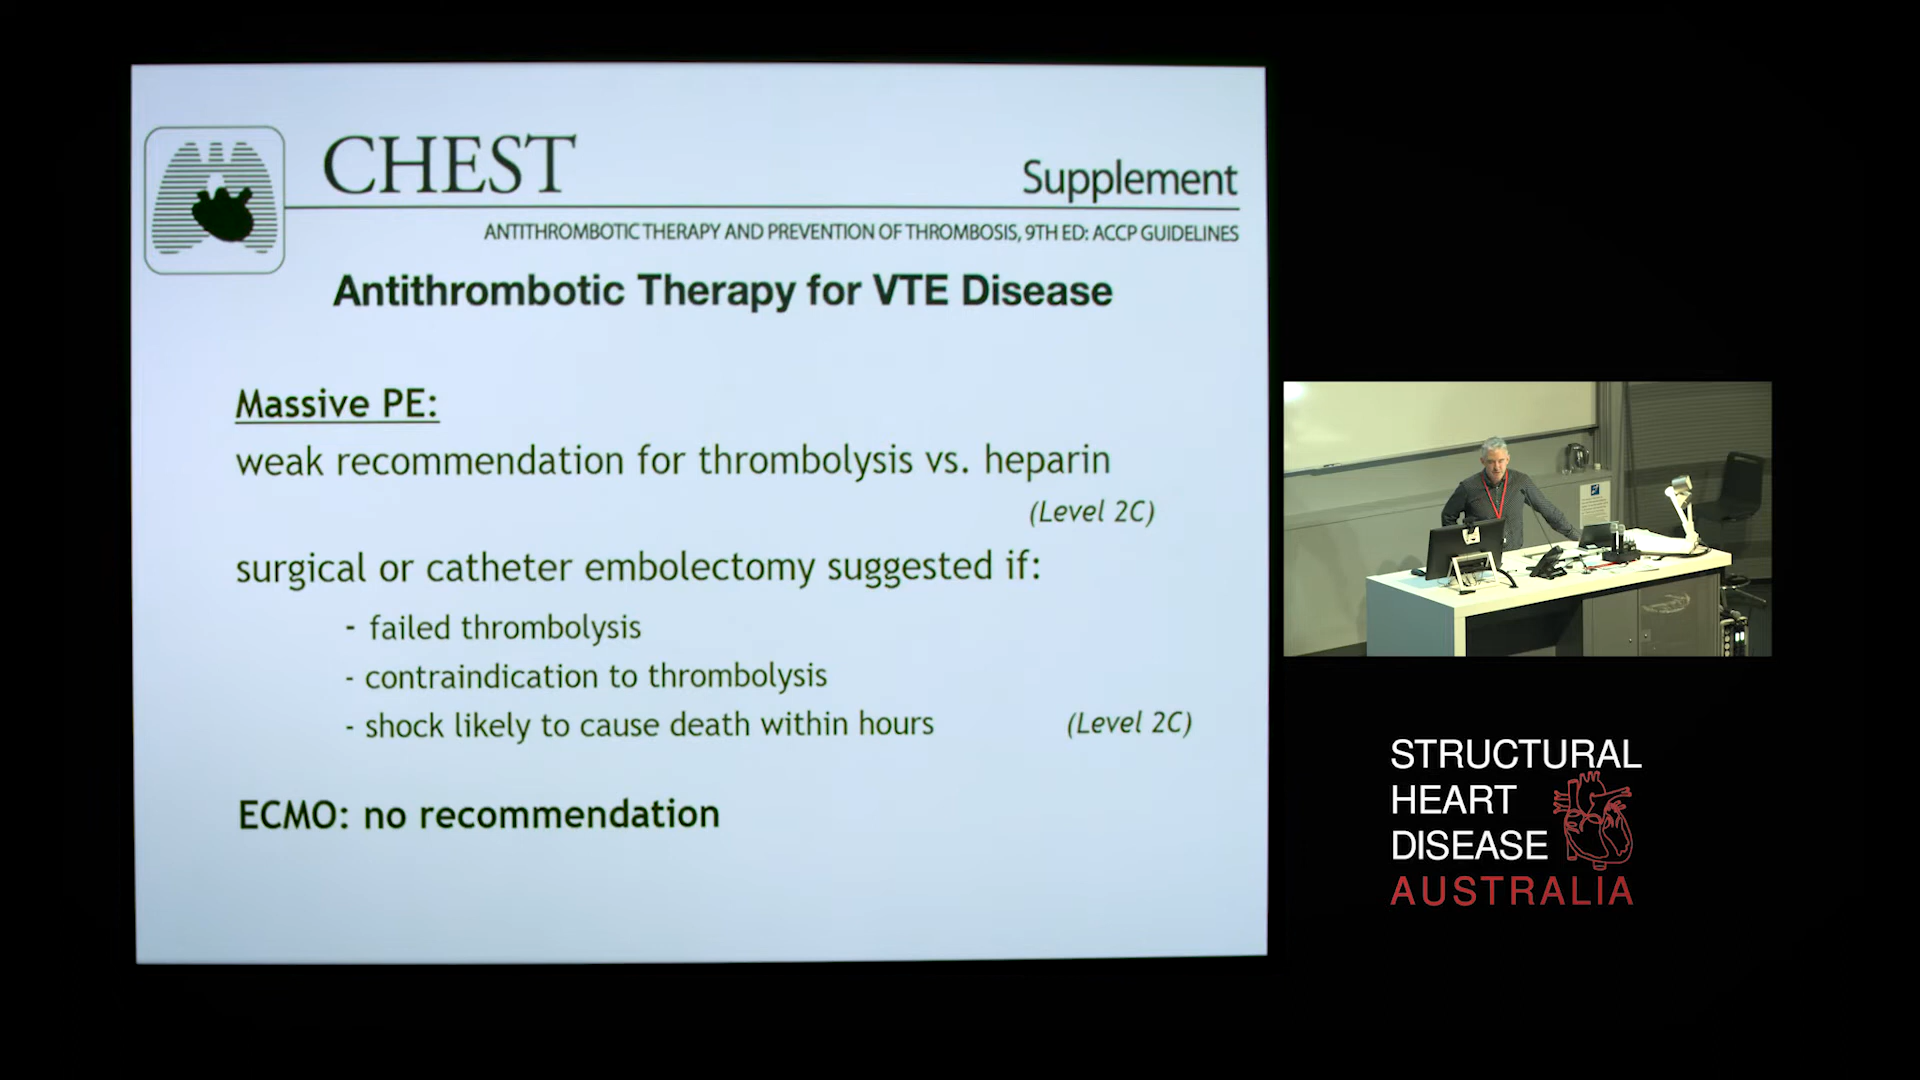 CHEST
Supplement
ANTITHROMBOTIC THERAPY AND PREVENTION OF THROMBOSIS, 9TH ED: ACCP GUIDELINES
Antithrombotic Therapy for VTE Disease
Massive PE:
weak recommendation for thrombolysis vs. heparin
(Level 2C)
surgical or catheter embolectomy suggested if:
- failed thrombolysis
- contraindication to thrombolysis
- shock likely to cause death within hours (Level 2C)
ECMO: no recommendation
STRUCTURAL
HEART
DISEASE
AUSTRALIA